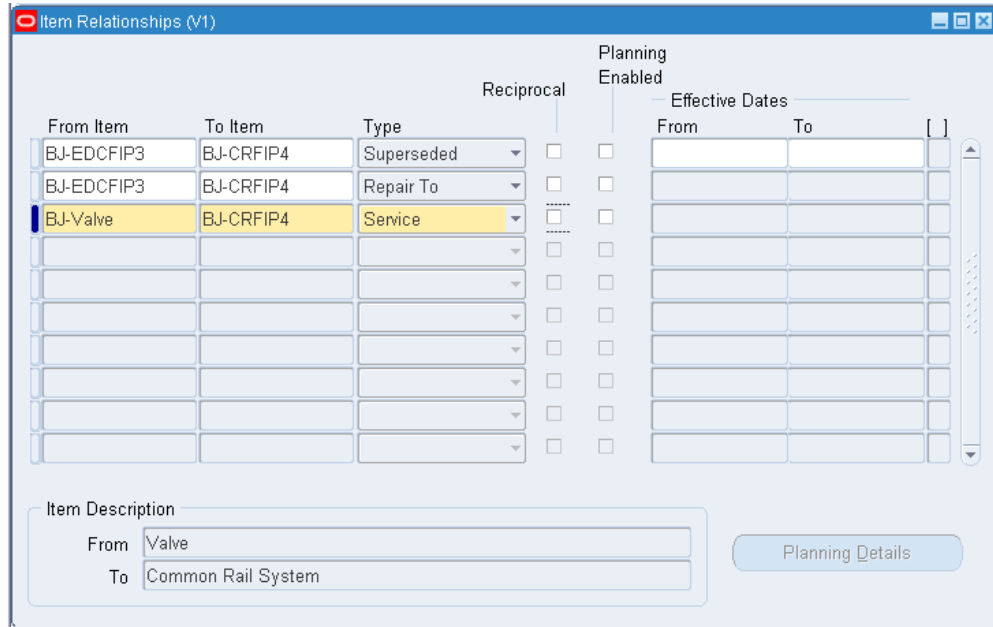 Item Relationships (V1)
Planning
Enabled
Reciprocal
Effective Dates
From Item To Item Type From To [ ]
BJ-EDCFIP3 BJ-CRFIP4 Superseded
BJ-EDCFIP3 BJ-CRFIP4 Repair To
BJ-Valve BJ-CRFIP4 Service
Item Description
From Valve
To Common Rail System
Planning Details